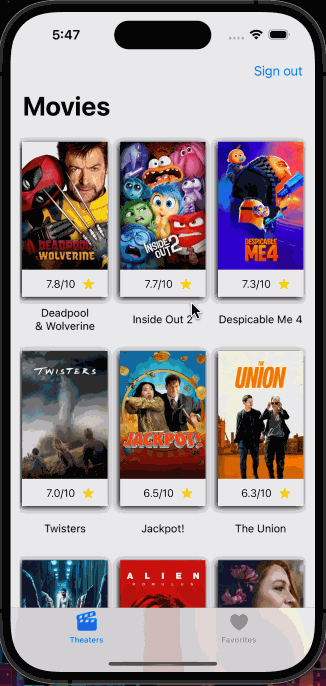 5:47
Sign out
Movies
DEADPOOL
WOLVERINE
INSIDE OUT 2
DESPICABLE
ME4
7.8/10
7.7/10
7.3/10
Deadpool
& Wolverine
Inside Out 2
Despicable Me 4
TWISTERS
JACKPOT!
THE
UNION
7.0/10
6.5/10
6.3/10
Twisters
Jackpot!
The Union
ALIEN
ROMULUS
Theaters
Favorites